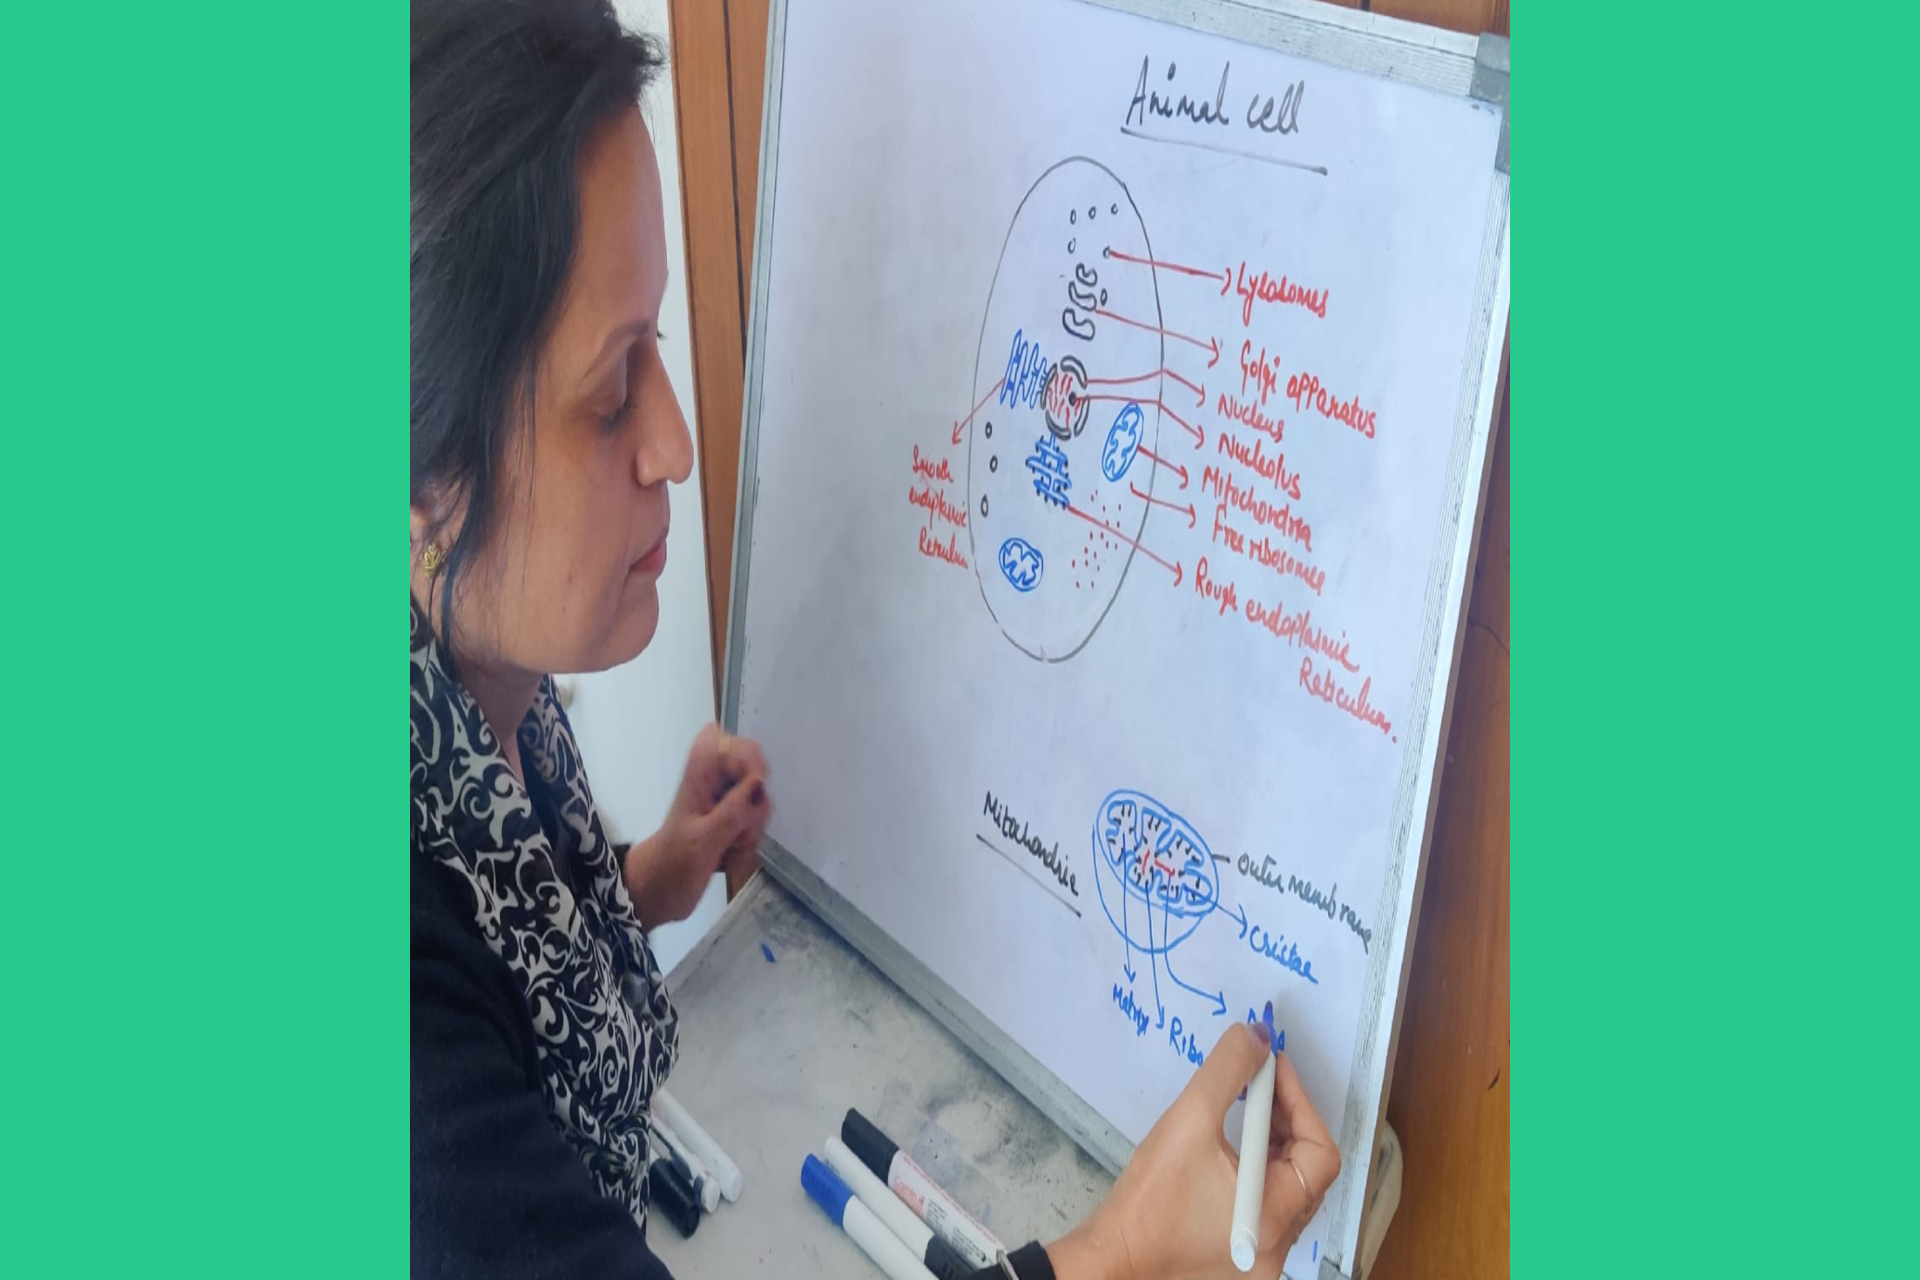 Animal cell
Lysosomes
Golgi apparatus
Nucleus
Nucleolus
Mitochondria
Free ribosomes
Rough endoplasmic
Reticulum.
Smooth
endoplasmic
Reticulum
Mitochondria
outer membrane
cristae
Matrix
Ribo